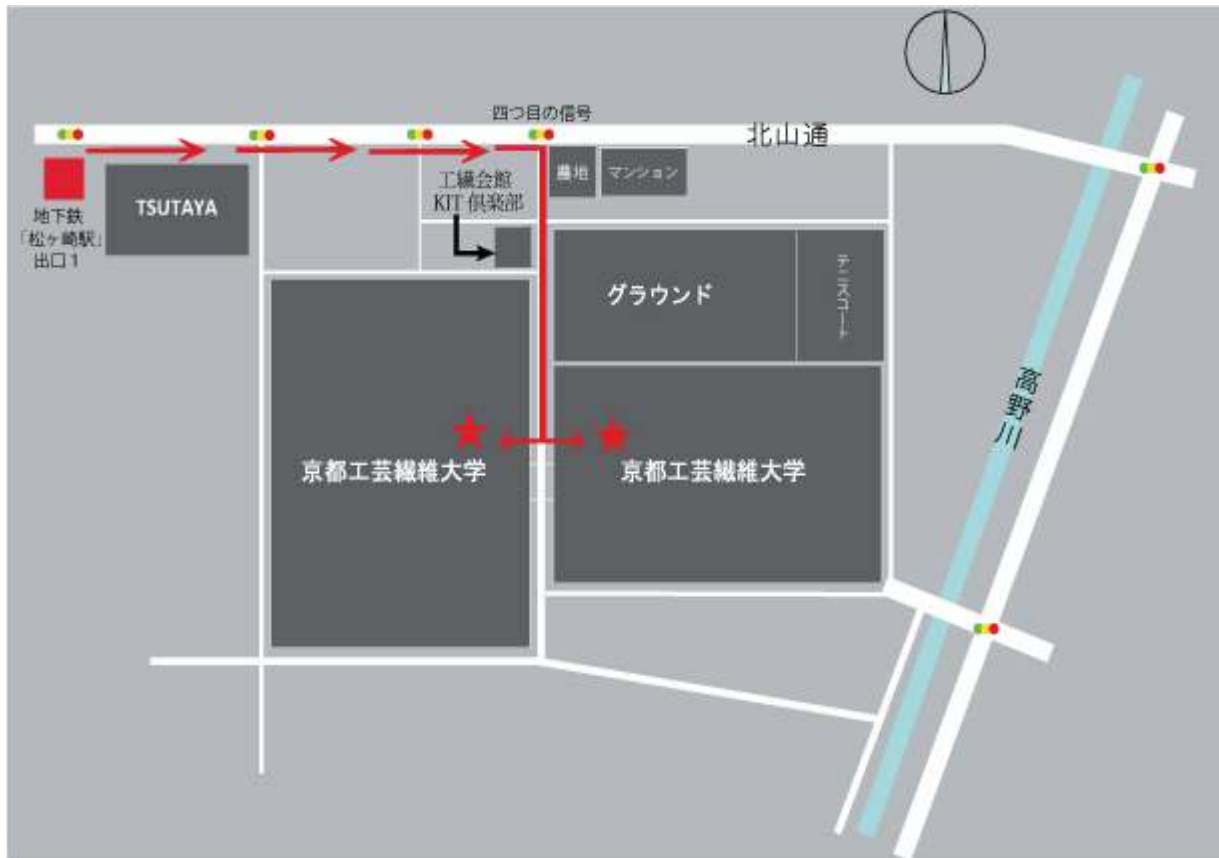 四つ目の信号
北山通
地下鉄
「松ヶ崎駅」
出口1
TSUTAYA
工繊会館
KIT 倶楽部
墓地
マンション
グラウンド
テニスコート
高野川
京都工芸繊維大学
京都工芸繊維大学